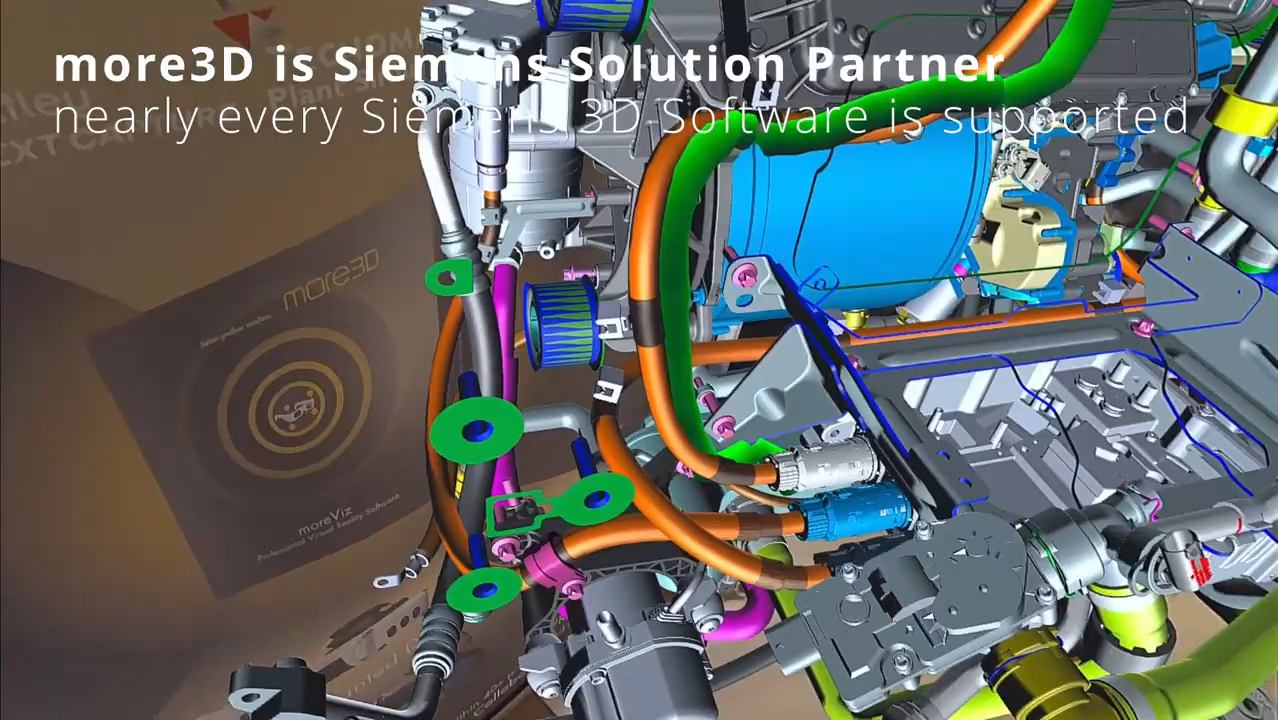 more3D is Siemens Solution Partner
nearly every Siemens 3D Software is supported
more3D
moreViz
Professional Virtual Reality Software